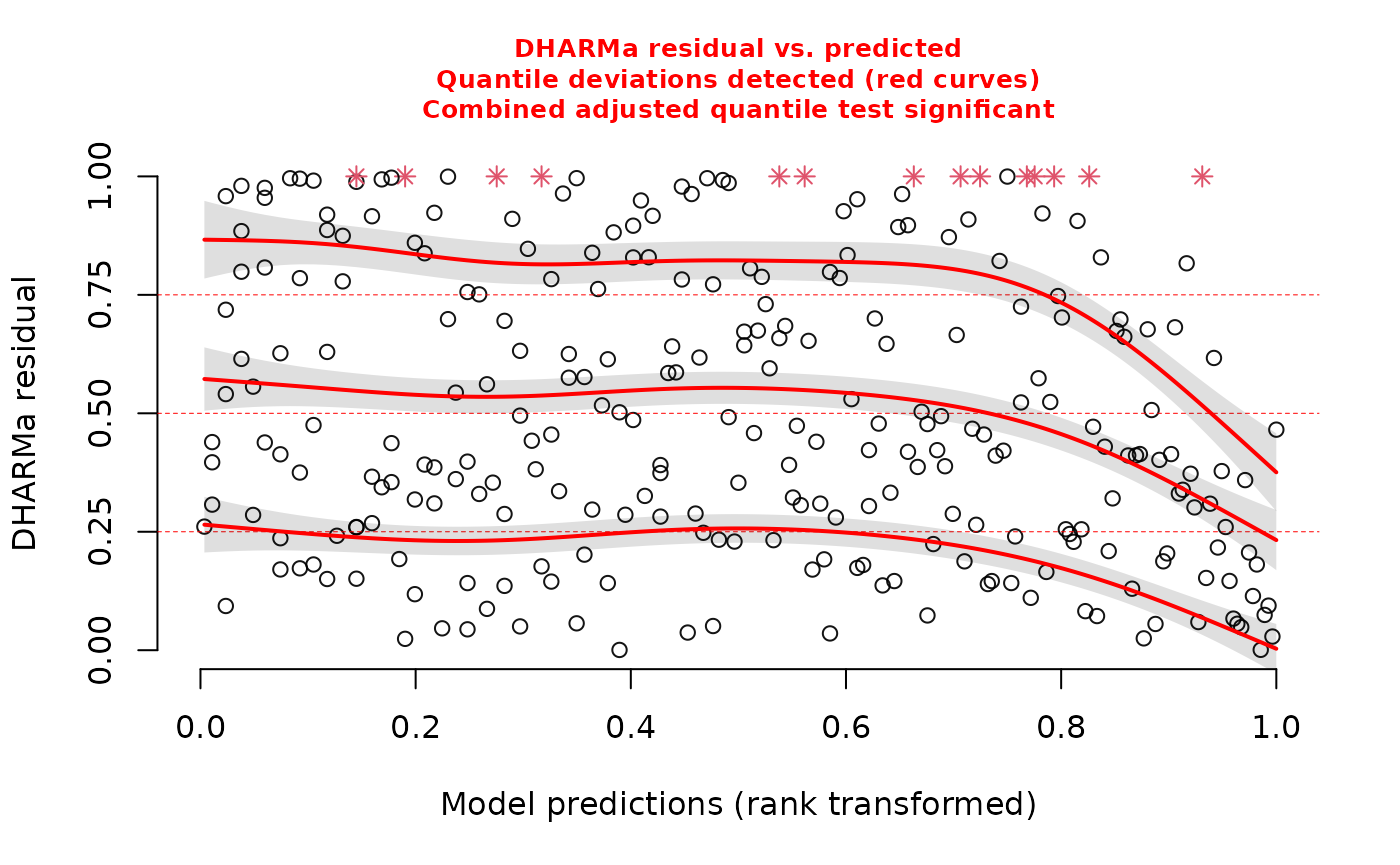 DHARMa residual vs. predicted
Quantile deviations detected (red curves)
Combined adjusted quantile test significant
DHARMa residual
1.00
0.75
0.50
0.25
0.00
0.0 0.2 0.4 0.6 0.8 1.0
Model predictions (rank transformed)